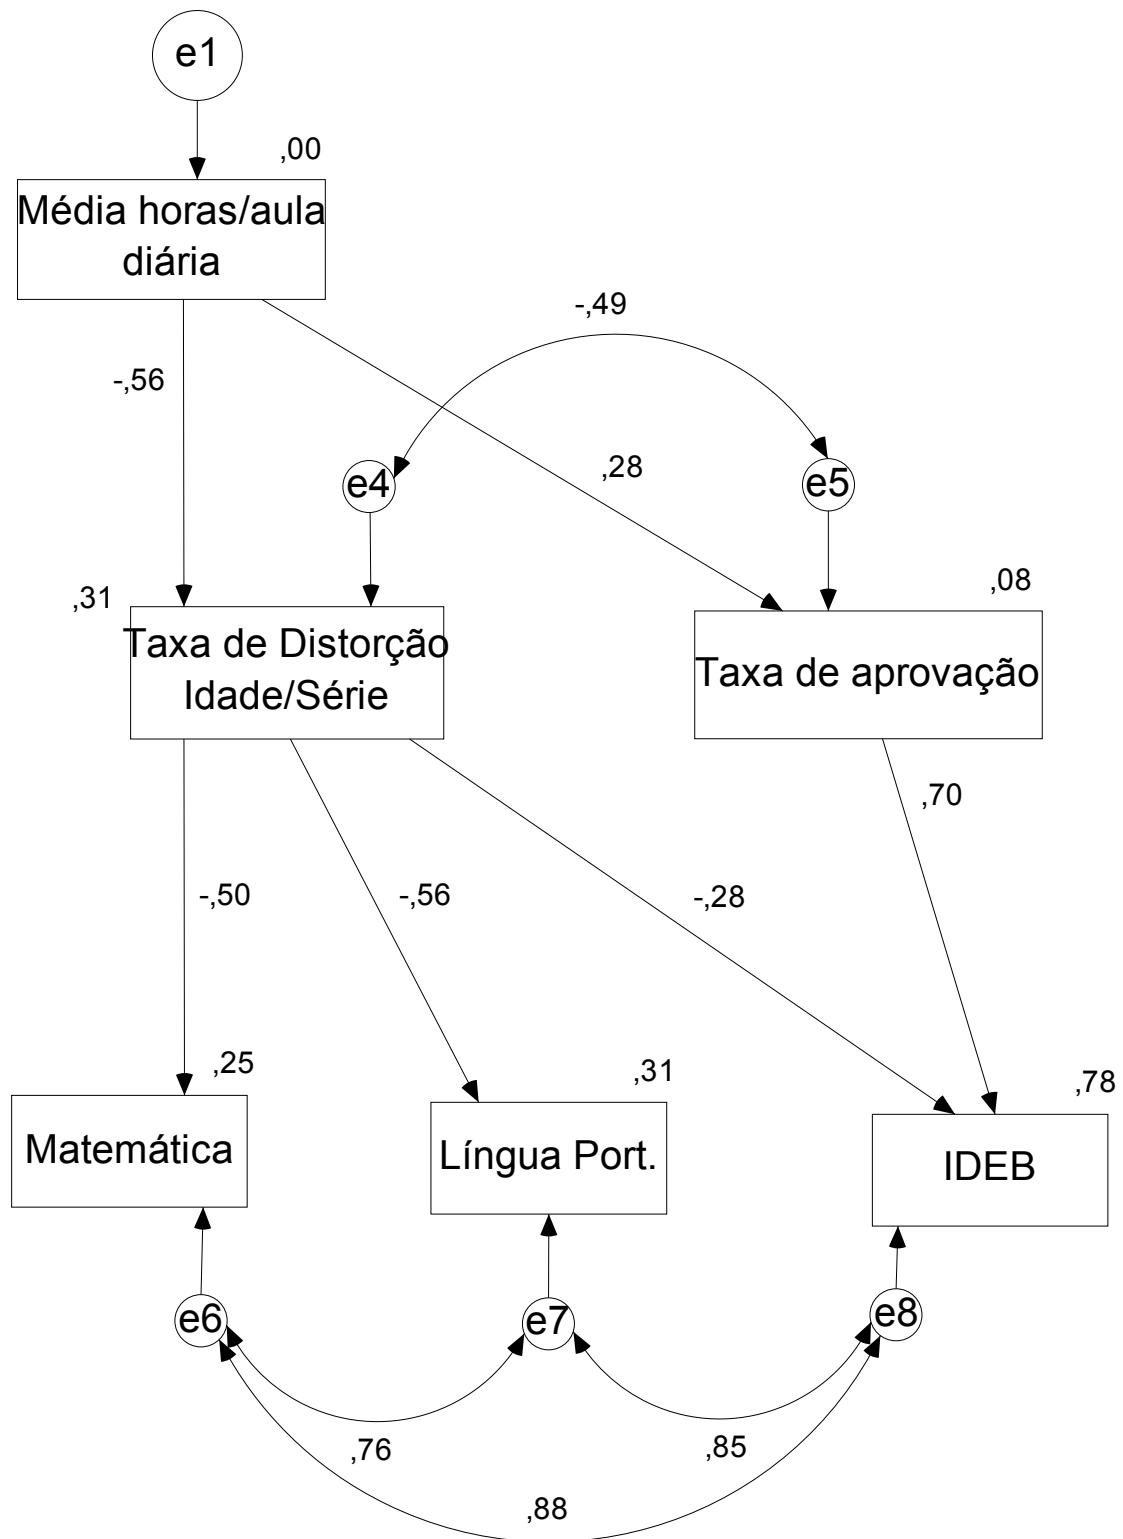 e1
,00
Média horas/aula
diária
-,49
-,56
,28
e4
e5
,31
,08
Taxa de Distorção
Idade/Série
Taxa de aprovação
,70
-,50
-,56
-,28
,25
,31
,78
Matemática
Língua Port.
IDEB
e6
e7
e8
,76
,85
,88